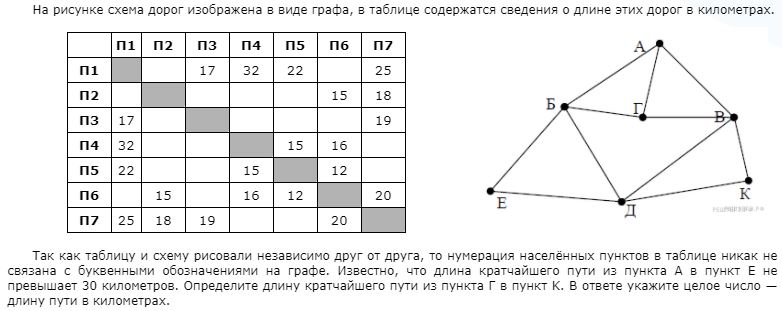 На рисунке схема дорог изображена в виде графа, в таблице содержатся сведения о длине этих дорог в километрах.
П1 П2 П3 П4 П5 П6 П7
П1 17 32 22 25
П2 15 18
П3 17 19
П4 32 15 16
П5 22 15 12
П6 15 16 12 20
П7 25 18 19 20
А
Б
Г
В
Е
Д
К
Так как таблицу и схему рисовали независимо друг от друга, то нумерация населённых пунктов в таблице никак не
связана с буквенными обозначениями на графе. Известно, что длина кратчайшего пути из пункта А в пункт Е не
превышает 30 километров. Определите длину кратчайшего пути из пункта Г в пункт К. В ответе укажите целое число —
длину пути в километрах.